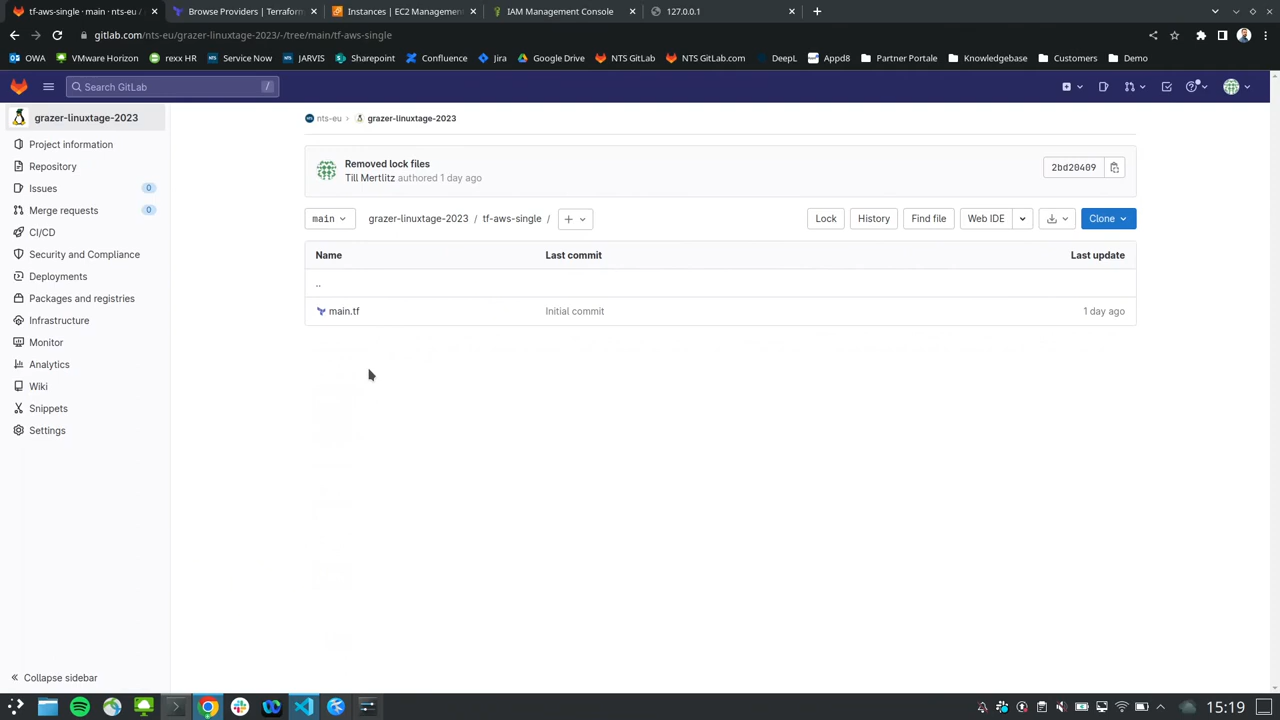 tf-aws-single · main · nts-eu /
Browse Providers | Terraform
Instances | EC2 Management
IAM Management Console
127.0.0.1
gitlab.com/nts-eu/grazer-linuxtage-2023/-/tree/main/tf-aws-single
OWA
VMware Horizon
rexx HR
Service Now
JARVIS
Sharepoint
Confluence
Jira
Google Drive
NTS GitLab
NTS GitLab.com
DeepL
Appd8
Partner Portale
Knowledgebase
Customers
Demo
Search GitLab /
grazer-linuxtage-2023
Project information
Repository
Issues 0
Merge requests 0
CI/CD
Security and Compliance
Deployments
Packages and registries
Infrastructure
Monitor
Analytics
Wiki
Snippets
Settings
Collapse sidebar
nts-eu › grazer-linuxtage-2023
Removed lock files
Till Mertlitz authored 1 day ago
2bd20409
main
grazer-linuxtage-2023 / tf-aws-single /
Lock
History
Find file
Web IDE
Clone
Name Last commit Last update
..
main.tf Initial commit 1 day ago
15:19